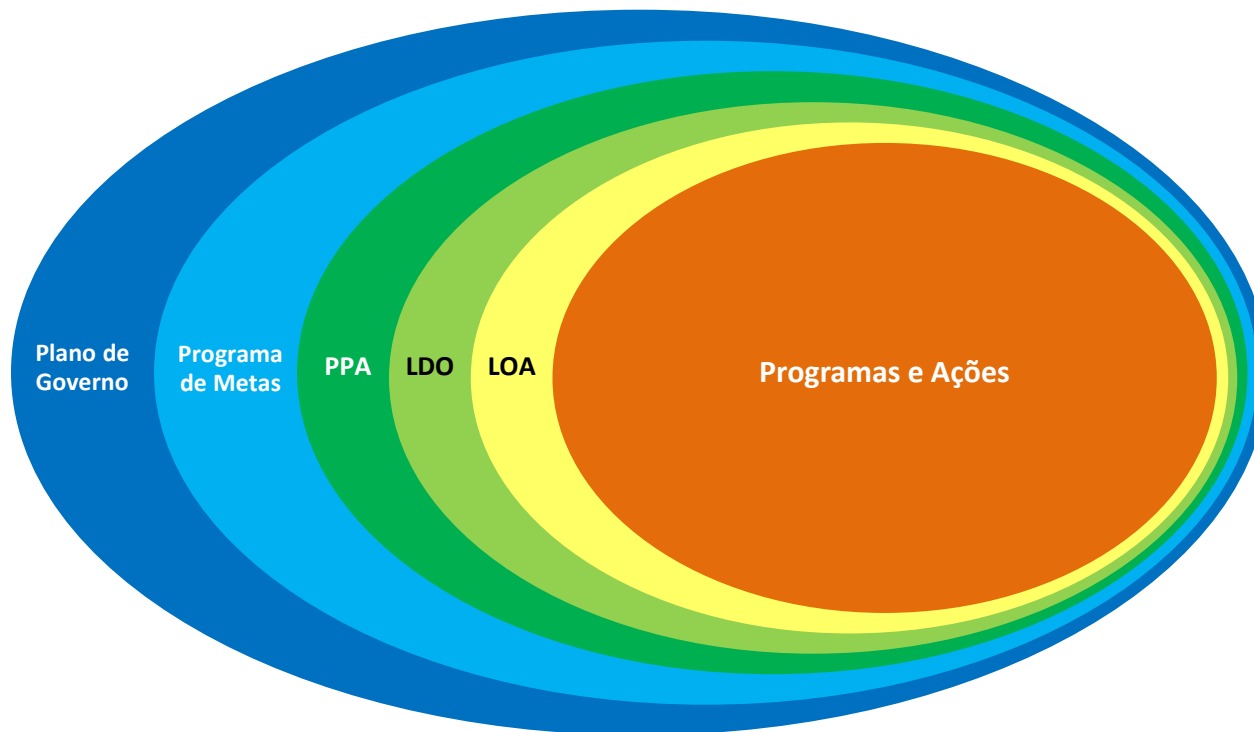 Plano de
Governo
Programa
de Metas
PPA
LDO
LOA
Programas e Ações